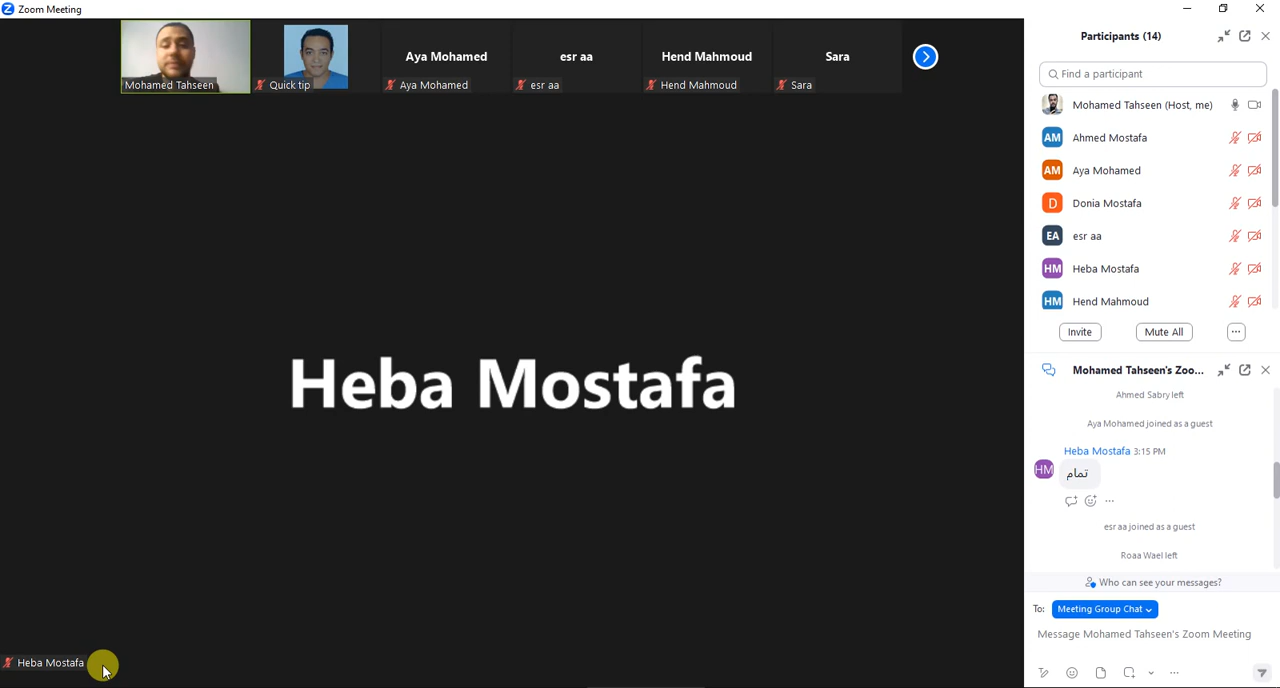 Zoom Meeting
Mohamed Tahseen
Quick tip
Aya Mohamed
Aya Mohamed
esr aa
esr aa
Hend Mahmoud
Hend Mahmoud
Sara
Sara
Heba Mostafa
Heba Mostafa
Participants (14)
Find a participant
Mohamed Tahseen (Host, me)
AM Ahmed Mostafa
AM Aya Mohamed
D Donia Mostafa
EA esr aa
HM Heba Mostafa
HM Hend Mahmoud
Invite
Mute All
Mohamed Tahseen's Zoo...
Ahmed Sabry left
Aya Mohamed joined as a guest
Heba Mostafa 3:15 PM
HM تمام
esr aa joined as a guest
Roaa Wael left
Who can see your messages?
To: Meeting Group Chat
Message Mohamed Tahseen's Zoom Meeting